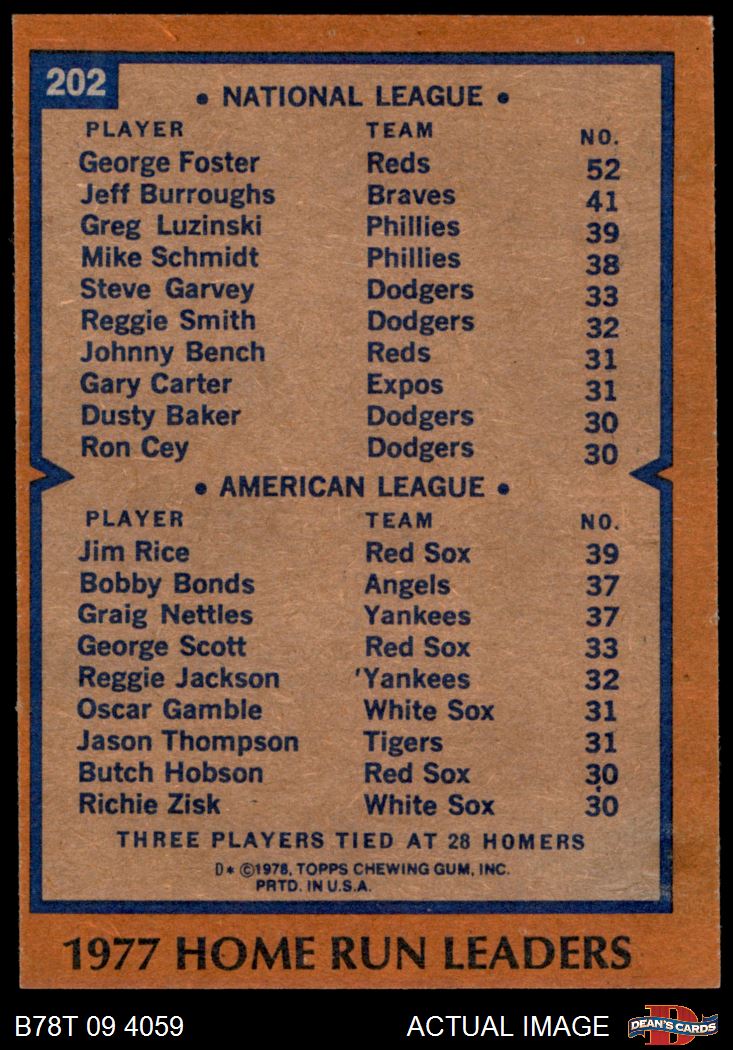 202
• NATIONAL LEAGUE •
PLAYER TEAM NO.
George Foster Reds 52
Jeff Burroughs Braves 41
Greg Luzinski Phillies 39
Mike Schmidt Phillies 38
Steve Garvey Dodgers 33
Reggie Smith Dodgers 32
Johnny Bench Reds 31
Gary Carter Expos 31
Dusty Baker Dodgers 30
Ron Cey Dodgers 30
• AMERICAN LEAGUE •
PLAYER TEAM NO.
Jim Rice Red Sox 39
Bobby Bonds Angels 37
Graig Nettles Yankees 37
George Scott Red Sox 33
Reggie Jackson 'Yankees 32
Oscar Gamble White Sox 31
Jason Thompson Tigers 31
Butch Hobson Red Sox 30
Richie Zisk White Sox 30
THREE PLAYERS TIED AT 28 HOMERS
D* ©1978, TOPPS CHEWING GUM, INC.
PRTD. IN U.S.A.
1977 HOME RUN LEADERS
B78T 09 4059 ACTUAL IMAGE
D
DEAN'S CARDS